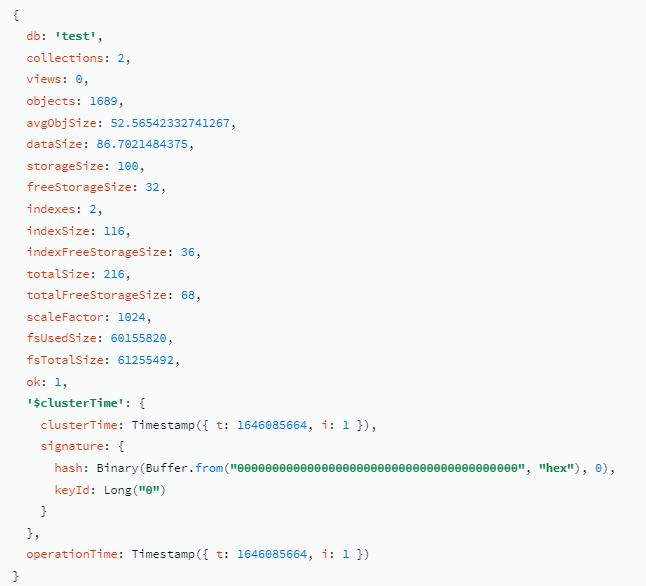 {
db: 'test',
collections: 2,
views: 0,
objects: 1689,
avgObjSize: 52.56542332741267,
dataSize: 86.7021484375,
storageSize: 100,
freeStorageSize: 32,
indexes: 2,
indexSize: 116,
indexFreeStorageSize: 36,
totalSize: 216,
totalFreeStorageSize: 68,
scaleFactor: 1024,
fsUsedSize: 60155820,
fsTotalSize: 61255492,
ok: 1,
'$clusterTime': {
clusterTime: Timestamp({ t: 1646085664, i: 1 }),
signature: {
hash: Binary(Buffer.from("0000000000000000000000000000000000000000", "hex"), 0),
keyId: Long("0")
}
},
operationTime: Timestamp({ t: 1646085664, i: 1 })
}